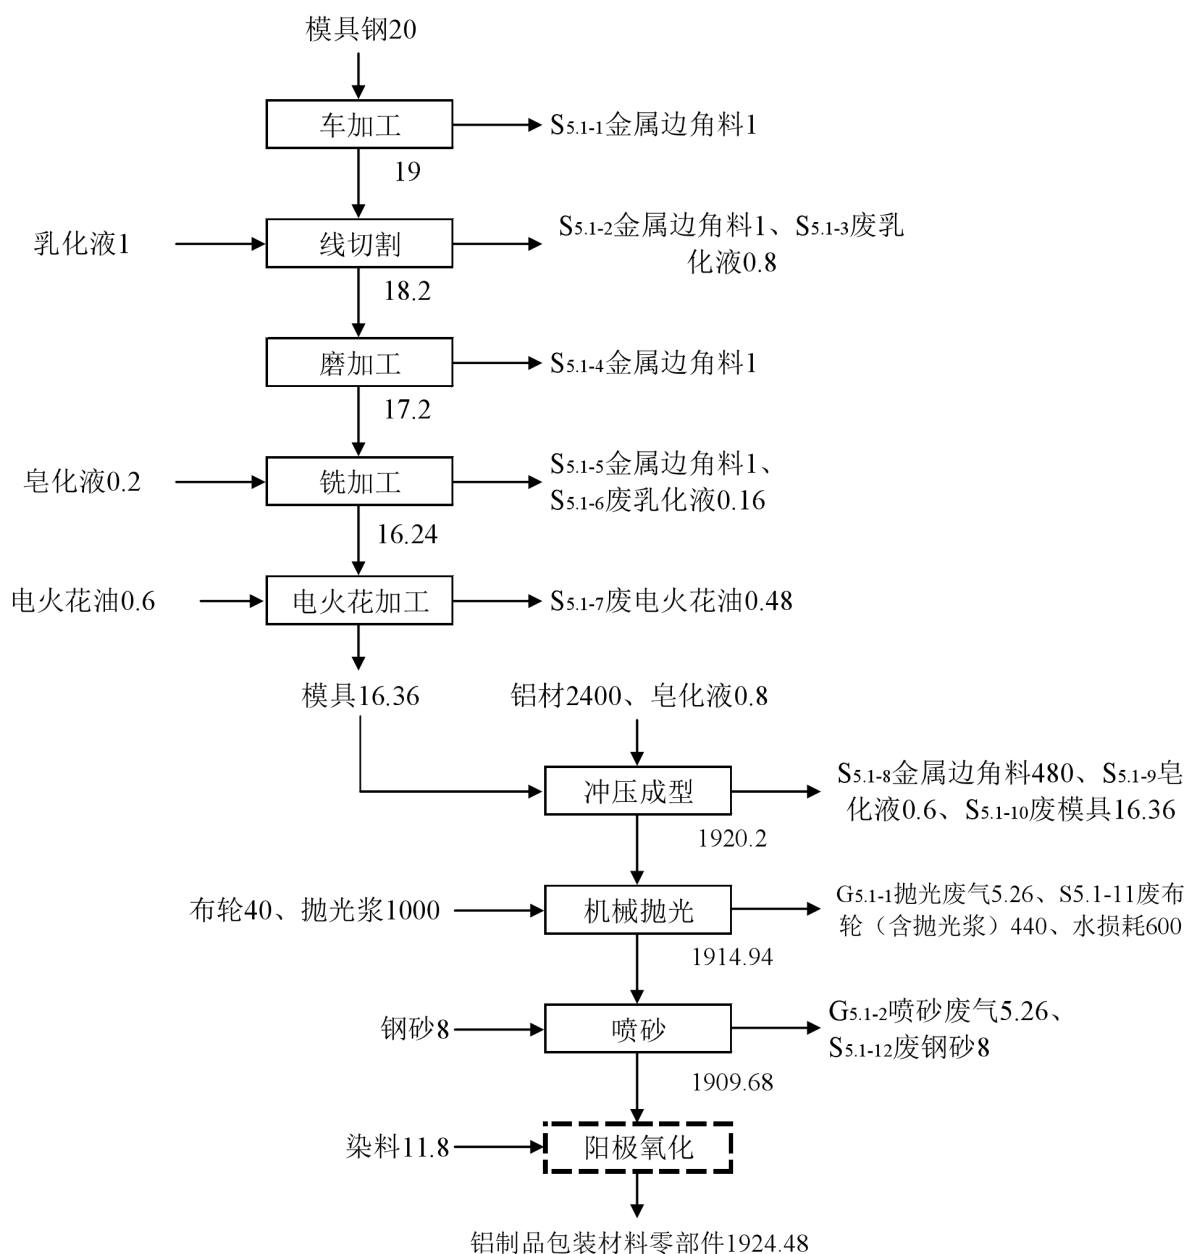 模具钢20
车加工
S5.1-1金属边角料1
19
乳化液1
线切割
S5.1-2金属边角料1、S5.1-3废乳
化液0.8
18.2
磨加工
S5.1-4金属边角料1
17.2
皂化液0.2
铣加工
S5.1-5金属边角料1、
S5.1-6废乳化液0.16
16.24
电火花油0.6
电火花加工
S5.1-7废电火花油0.48
模具16.36
铝材2400、皂化液0.8
冲压成型
S5.1-8金属边角料480、S5.1-9皂
化液0.6、S5.1-10废模具16.36
1920.2
布轮40、抛光浆1000
机械抛光
G5.1-1抛光废气5.26、S5.1-11废布
轮（含抛光浆）440、水损耗600
1914.94
钢砂8
喷砂
G5.1-2喷砂废气5.26、
S5.1-12废钢砂8
1909.68
染料11.8
阳极氧化
铝制品包装材料零部件1924.48